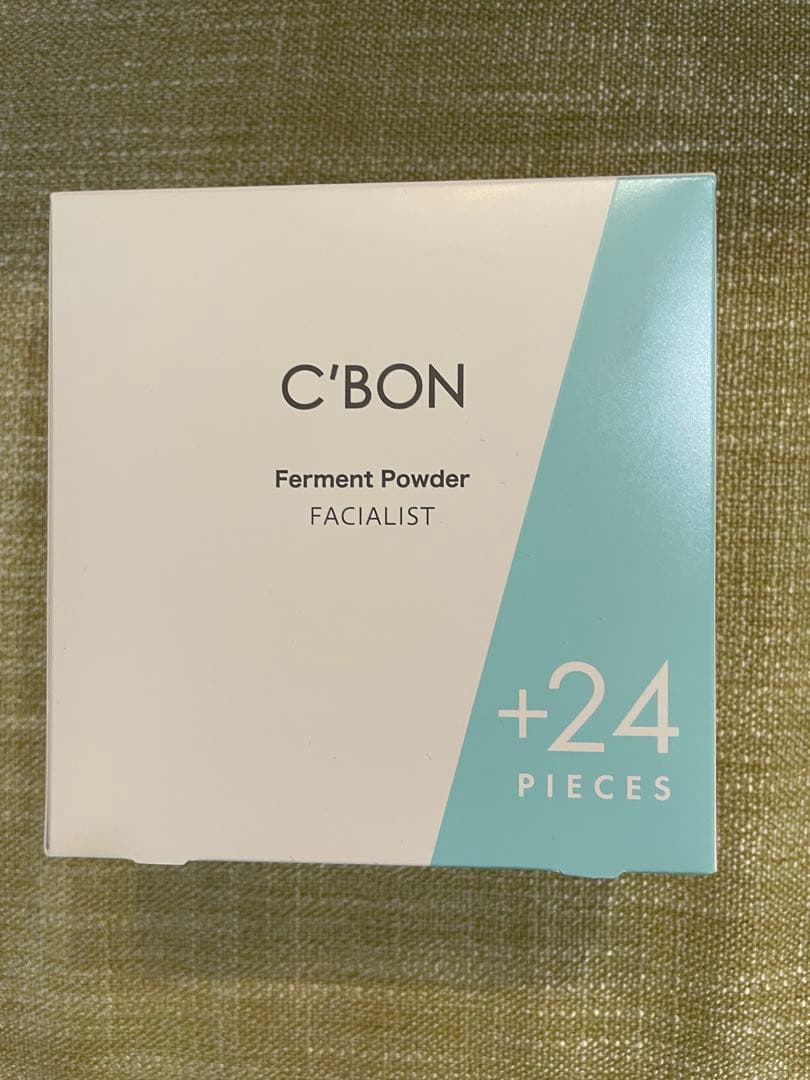 C'BON
Ferment Powder
FACIALIST
+24
PIECES